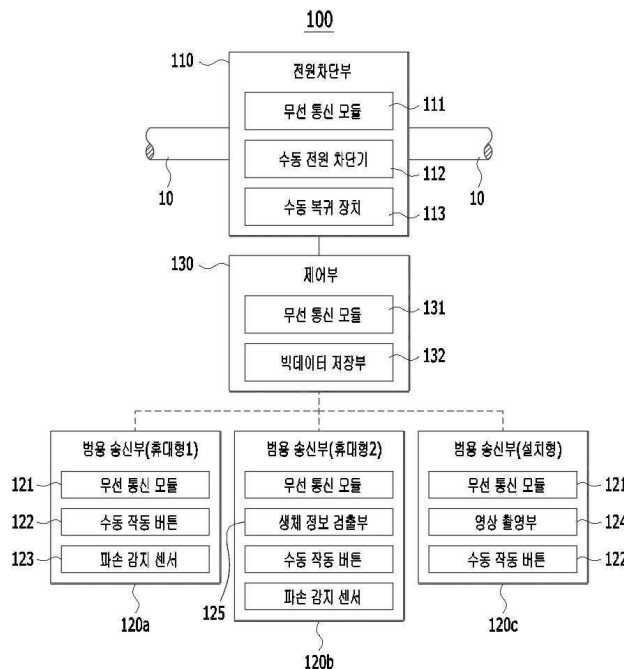 100
110
전원차단부
무선 통신 모듈
111
수동 전원 차단기
112
10
10
수동 복귀 장치
113
130
제어부
무선 통신 모듈
131
빅데이터 저장부
132
범용 송신부(휴대형1)
범용 송신부(휴대형2)
범용 송신부(설치형)
121
무선 통신 모듈
무선 통신 모듈
무선 통신 모듈
121
122
수동 작동 버튼
생체 정보 검출부
영상 촬영부
124
123
파손 감지 센서
125
수동 작동 버튼
수동 작동 버튼
122
파손 감지 센서
120a
120b
120c